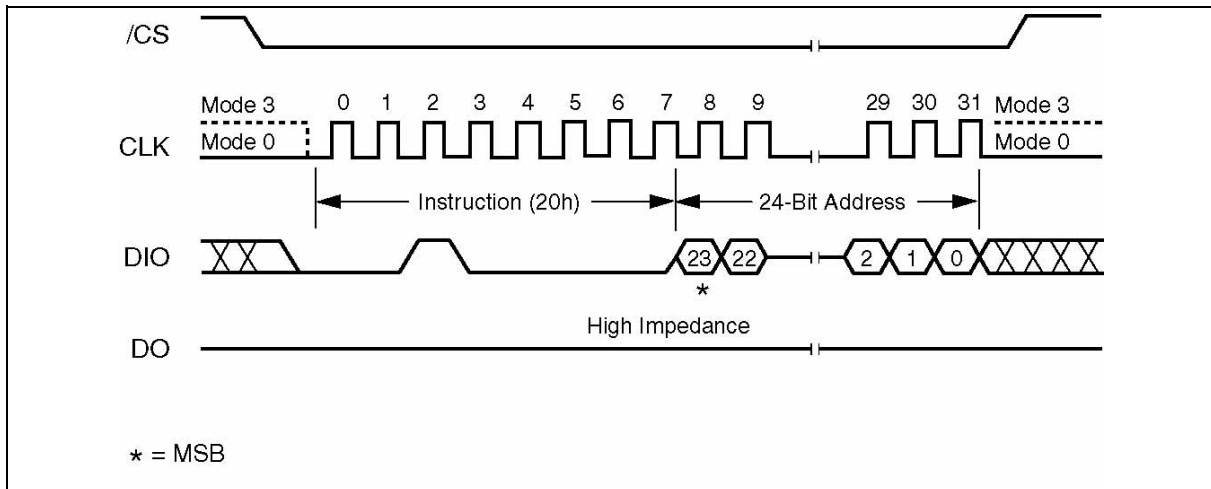 /CS
Mode 3 0 1 2 3 4 5 6 7 8 9 29 30 31 Mode 3
CLK Mode 0 Mode 0
Instruction (20h) 24-Bit Address
DIO 23 22 2 1 0
*
High Impedance
DO
* = MSB